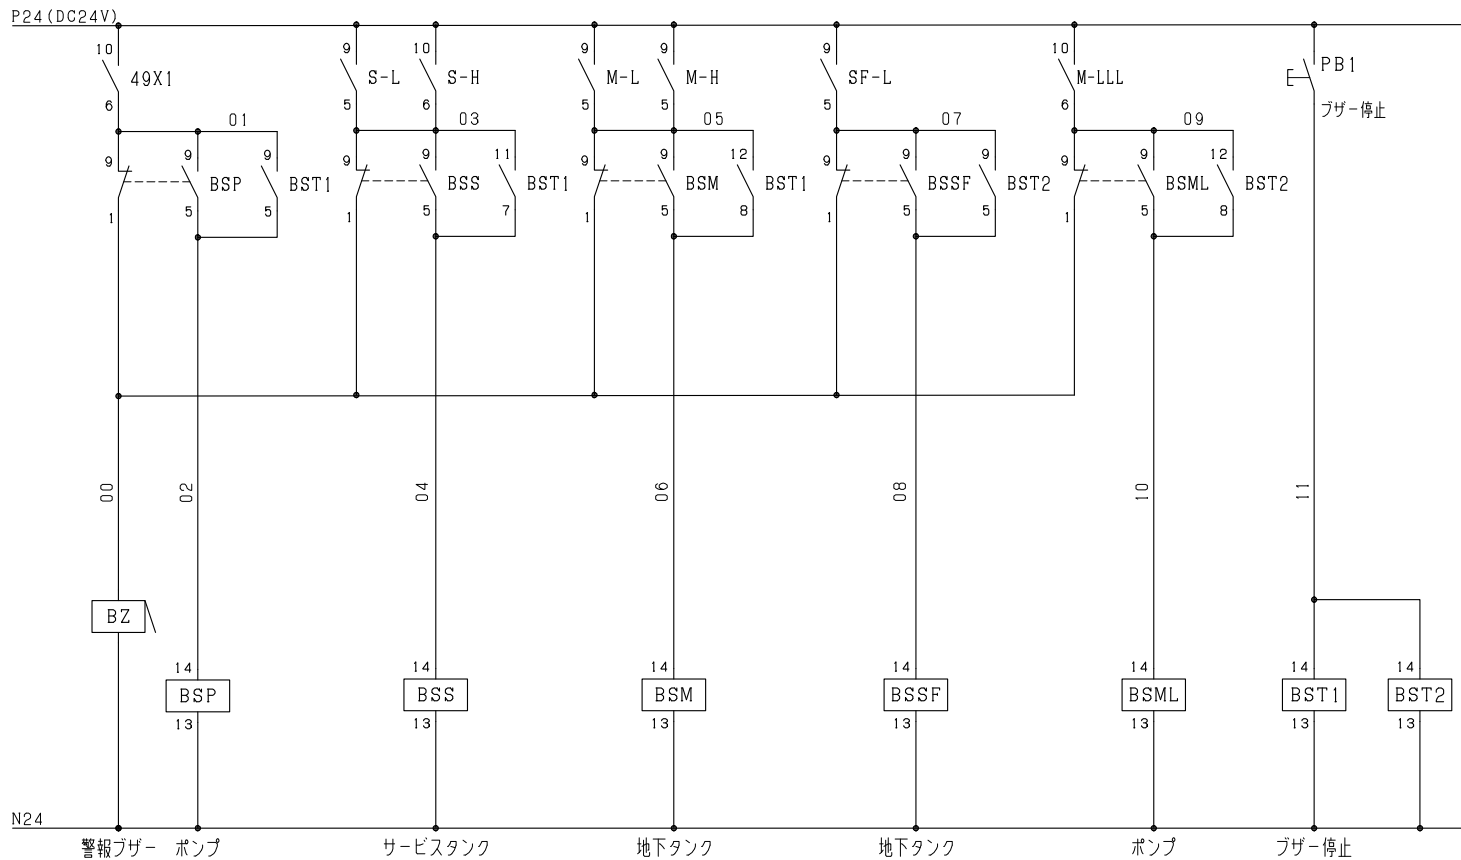 P24(DC24V)
10 9 10 9 9 9 10
49X1 S-L S-H M-L M-H SF-L M-LLL PB1
6 5 6 5 5 5 6 ブザー停止
01 03 05 07 09
9 9 9 9 9 11 9 9 12 9 9 9 9 9 12
BSP BST1 BSS BST1 BSM BST1 BSSF BST2 BSML BST2
1 5 5 1 5 7 1 5 8 1 5 5 1 5 8
00 02 04 06 08 10 11
BZ
14 14 14 14 14 14 14
BSP BSS BSM BSSF BSML BST1 BST2
13 13 13 13 13 13 13
N24
警報ブザー ポンプ サービスタンク 地下タンク 地下タンク ポンプ ブザー停止